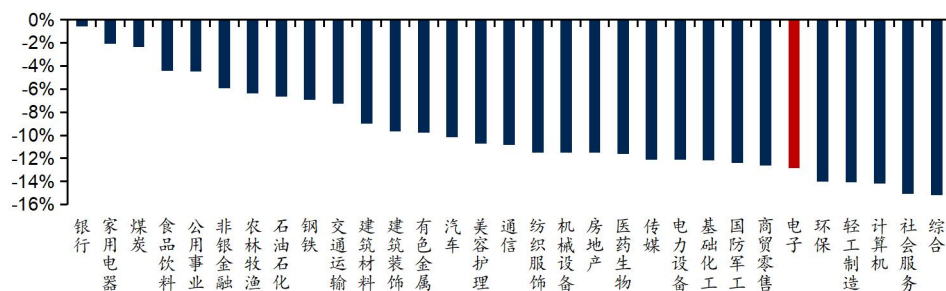 0%
-2%
-4%
-6%
-8%
-10%
-12%
-14%
-16%
银行
家用电器
煤炭
食品饮料
公用事业
非银金融
农林牧渔
石油石化
钢铁
交通运输
建筑材料
建筑装饰
有色金属
汽车
美容护理
通信
纺织服饰
机械设备
房地产
医药生物
传媒
电力设备
基础化工
国防军工
商贸零售
电子
环保
轻工制造
计算机
社会服务
综合